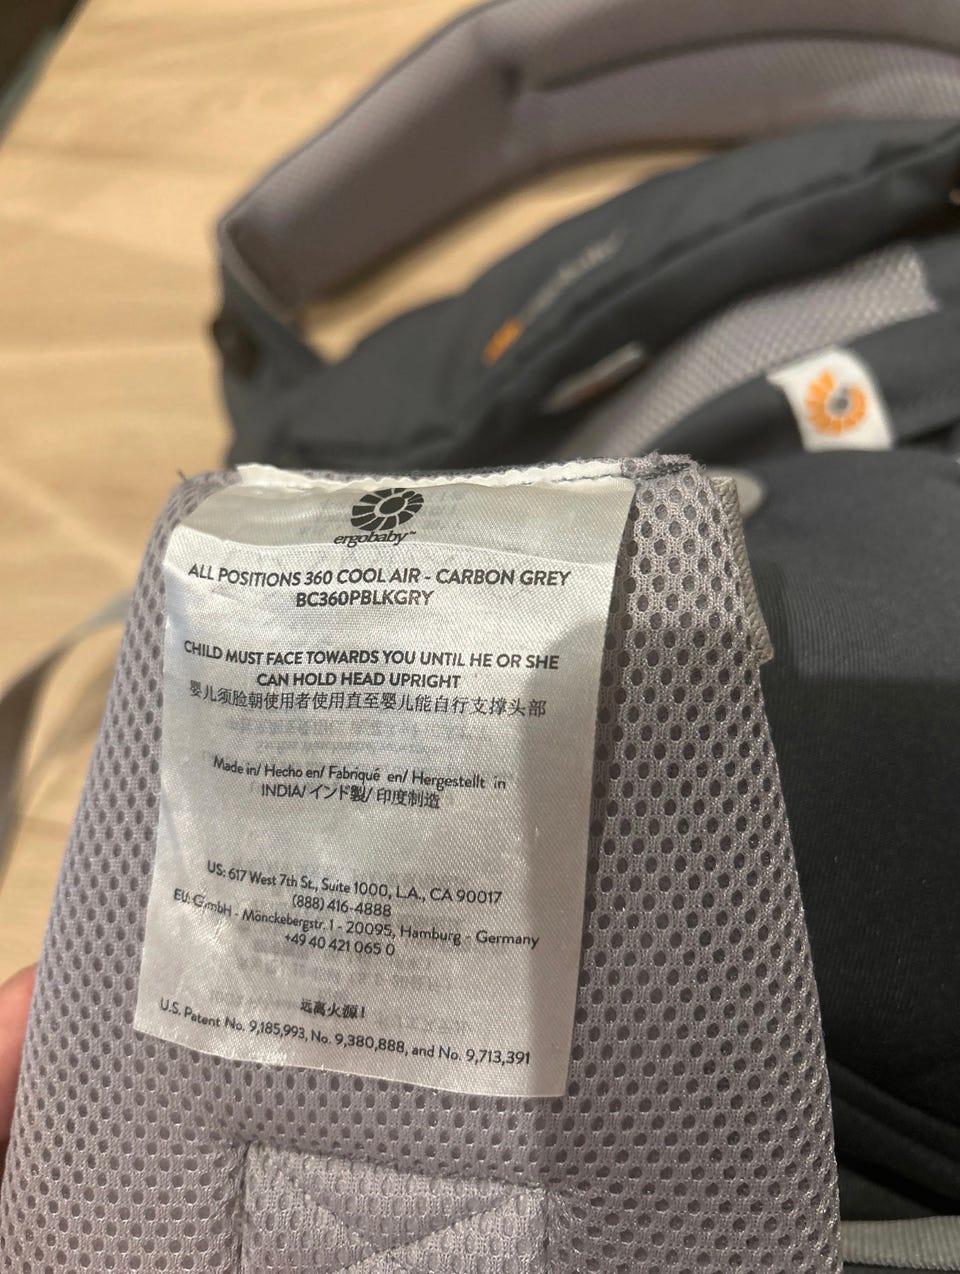 ergobaby™
ALL POSITIONS 360 COOL AIR - CARBON GREY
BC360PBLKGRY
CHILD MUST FACE TOWARDS YOU UNTIL HE OR SHE
CAN HOLD HEAD UPRIGHT
婴儿须脸朝使用者使用直至婴儿能自行支撑头部
Made in/ Hecho en/ Fabriqué en/ Hergestellt in
INDIA/ インド製/ 印度制造
US: 617 West 7th St., Suite 1000, L.A., CA 90017
(888) 416-4888
EU: GmbH - Mönckebergstr. 1 - 20095, Hamburg - Germany
+49 40 421 065 0
远离火源!
U.S. Patent No. 9,185,993, No. 9,380,888, and No. 9,713,391